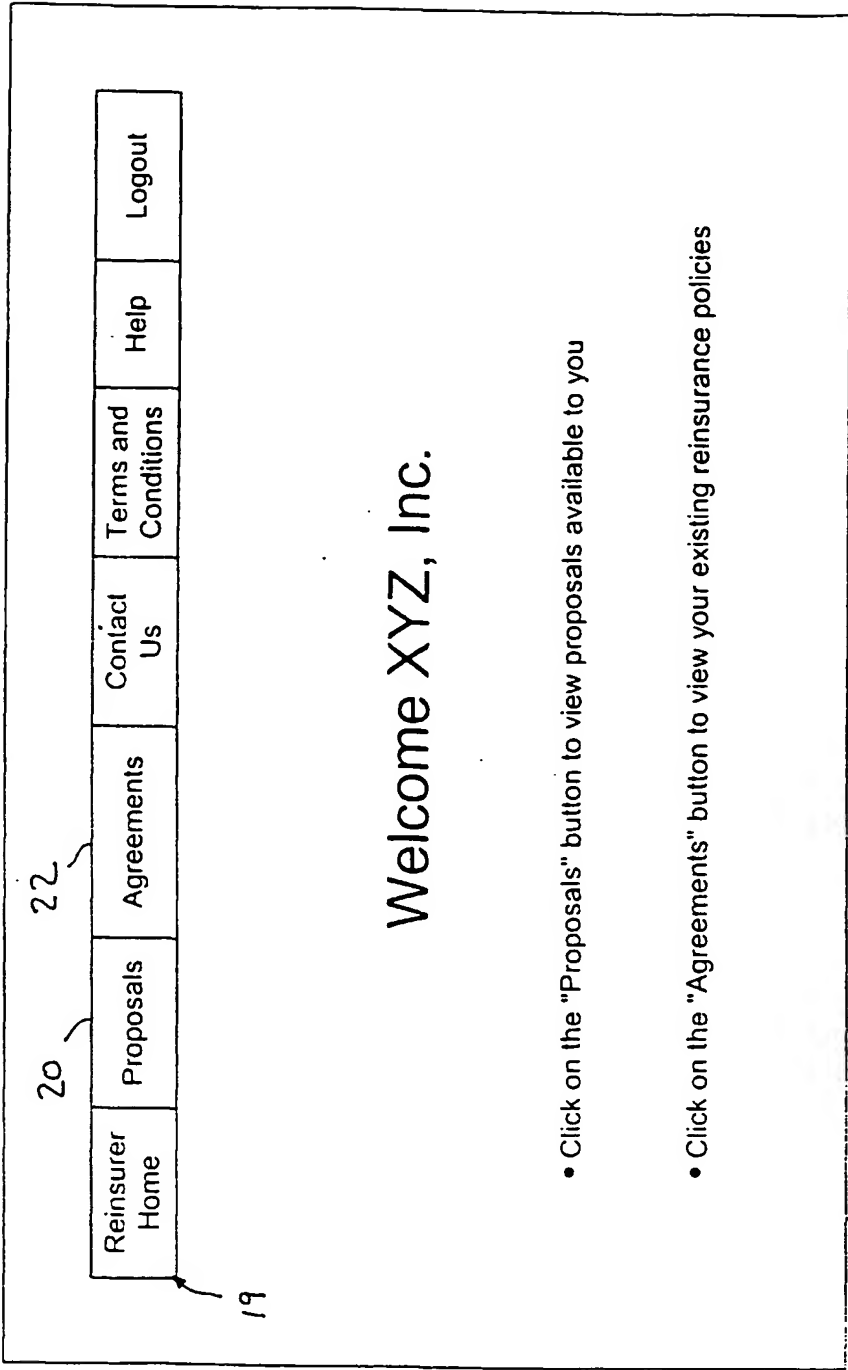 20
22
Reinsurer
Home
Proposals
Agreements
Contact
Us
Terms and
Conditions
Help
Logout
19
Welcome XYZ, Inc.
• Click on the "Proposals" button to view proposals available to you
• Click on the "Agreements" button to view your existing reinsurance policies